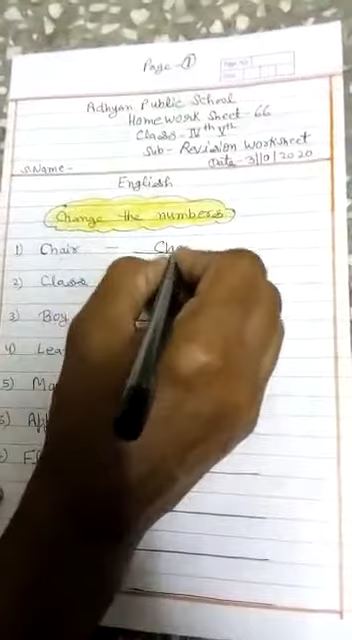 Page - 1
Adhyan Public School
Homework Sheet - 66
Class - IVth Vth
Sub - Revision Worksheet
S.Name - Date - 3/10/2020
English
Change the numbers
1) Chair - Cha
2) Class
3) Boy
4) Lea
5) Ma
6) Ap